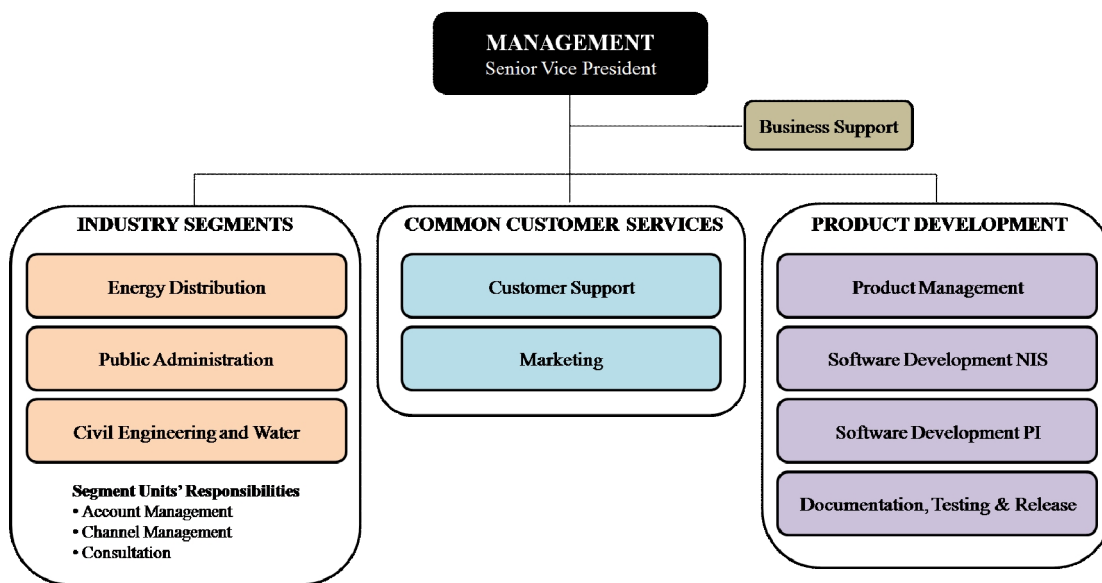 MANAGEMENT
Senior Vice President
Business Support
INDUSTRY SEGMENTS
Energy Distribution
Public Administration
Civil Engineering and Water
Segment Units' Responsibilities
• Account Management
• Channel Management
• Consultation
COMMON CUSTOMER SERVICES
Customer Support
Marketing
PRODUCT DEVELOPMENT
Product Management
Software Development NIS
Software Development PI
Documentation, Testing & Release